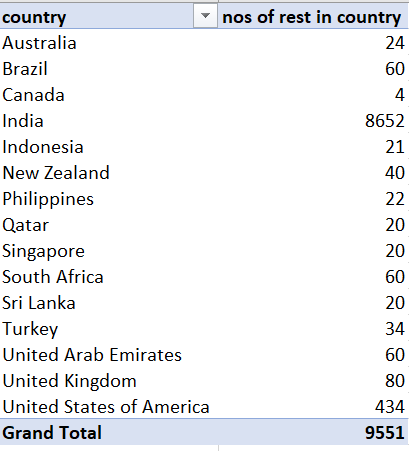 country nos of rest in country
Australia 24
Brazil 60
Canada 4
India 8652
Indonesia 21
New Zealand 40
Philippines 22
Qatar 20
Singapore 20
South Africa 60
Sri Lanka 20
Turkey 34
United Arab Emirates 60
United Kingdom 80
United States of America 434
Grand Total 9551